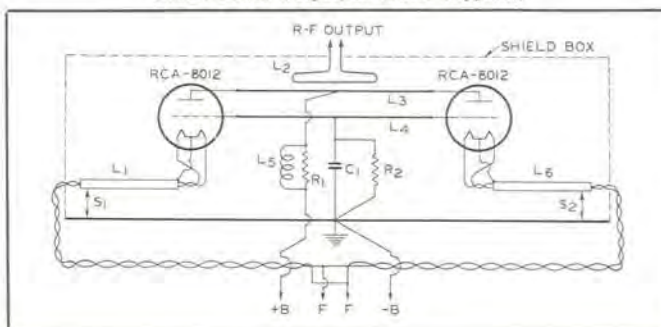 R-F OUTPUT
SHIELD BOX
RCA-8012
L2
RCA-8012
L3
L4
L5
R1
C1
R2
L1
L6
S1
S2
+B F F -B